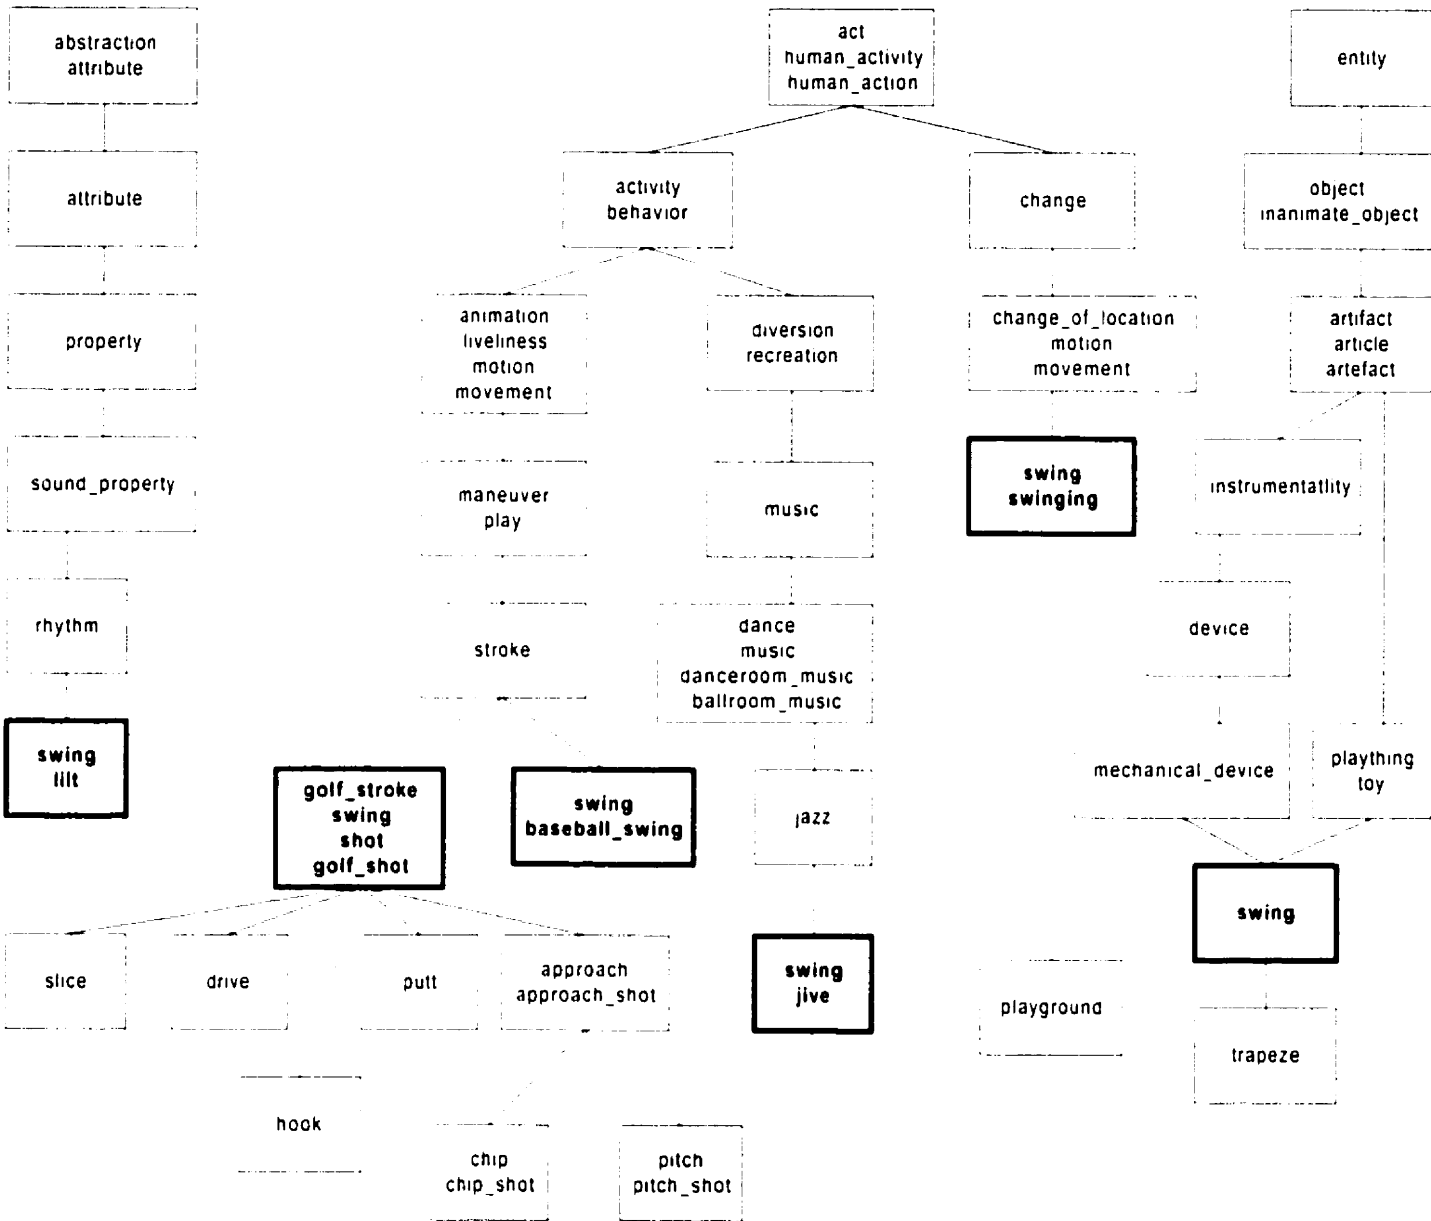 abstraction
attribute
act
human_activity
human_action
entity
attribute
activity
behavior
change
object
inanimate_object
property
animation
liveliness
motion
movement
diversion
recreation
change_of_location
motion
movement
artifact
article
artefact
sound_property
maneuver
play
music
swing
swinging
instrumentatlity
rhythm
stroke
dance
music
danceroom_music
ballroom_music
device
swing
lilt
golf_stroke
swing
shot
golf_shot
swing
baseball_swing
jazz
mechanical_device
plaything
toy
swing
slice
drive
putt
approach
approach_shot
swing
jive
playground
trapeze
hook
chip
chip_shot
pitch
pitch_shot